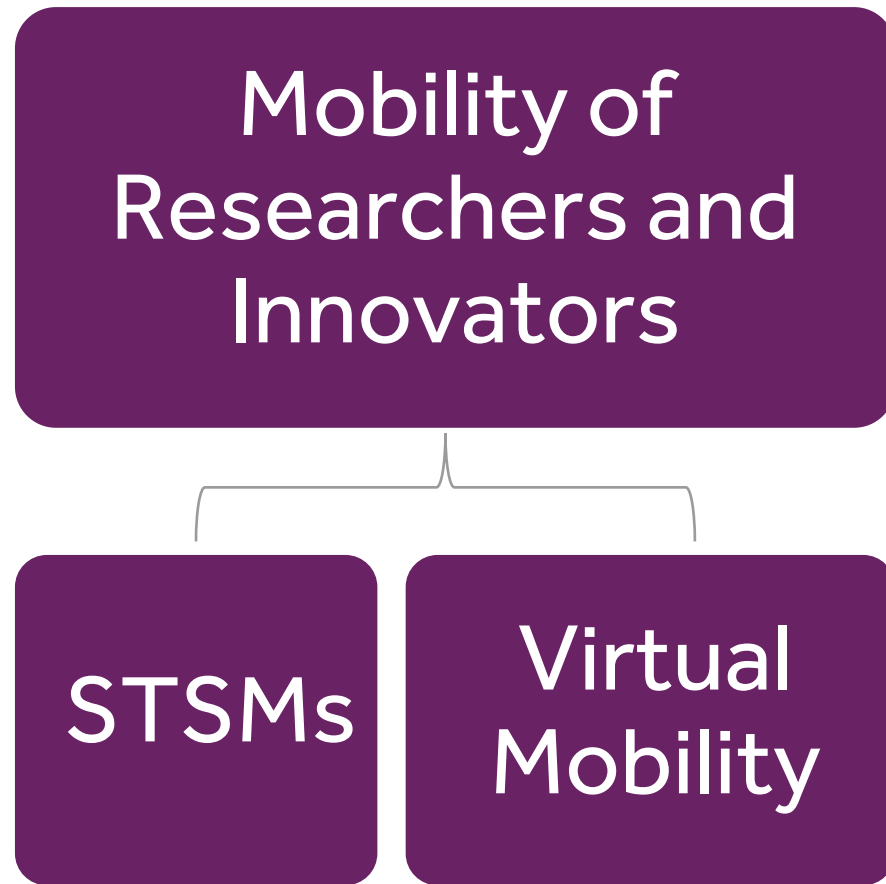 Mobility of
Researchers and
Innovators
STSMs
Virtual
Mobility